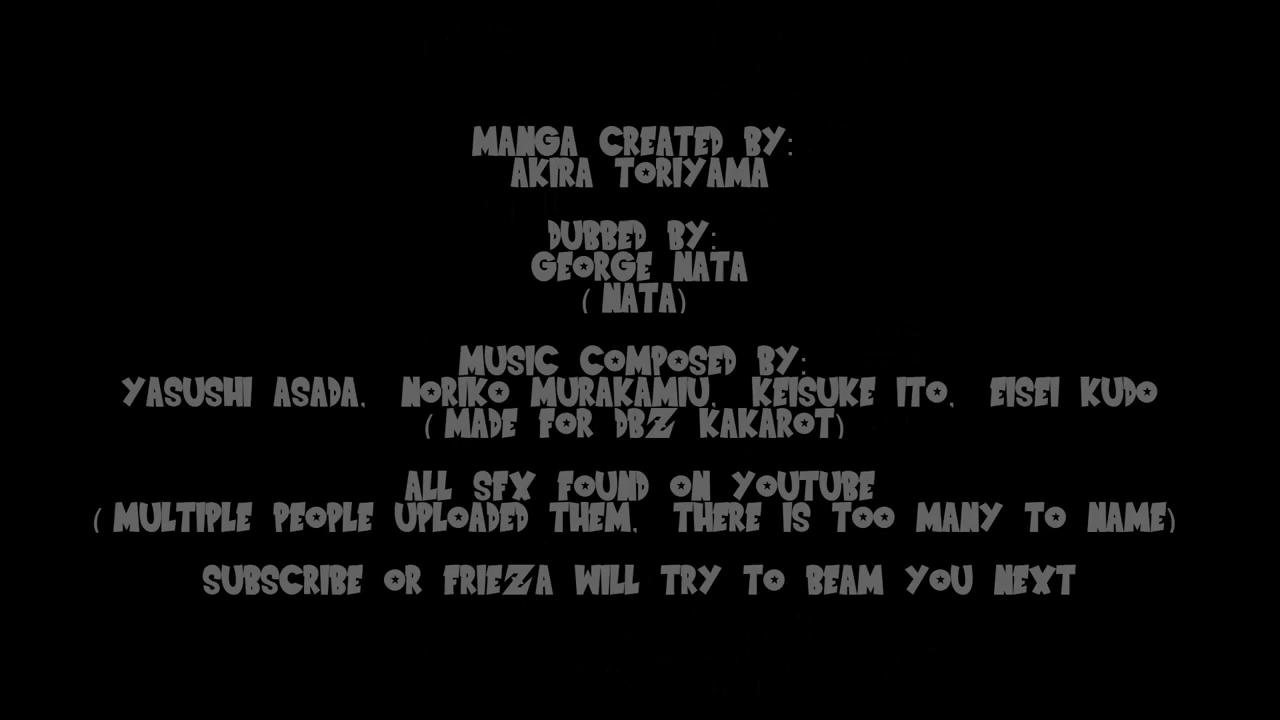 MANGA CREATED BY:
AKIRA TORIYAMA
DUBBED BY:
GEORGE NATA
(NATA)
MUSIC COMPOSED BY:
YASUSHI ASADA, NORIKO MURAKAMIU, KEISUKE ITO, EISEI KUDO
(MADE FOR DBZ KAKAROT)
ALL SFX FOUND ON YOUTUBE
(MULTIPLE PEOPLE UPLOADED THEM, THERE IS TOO MANY TO NAME)
SUBSCRIBE OR FRIEZA WILL TRY TO BEAM YOU NEXT